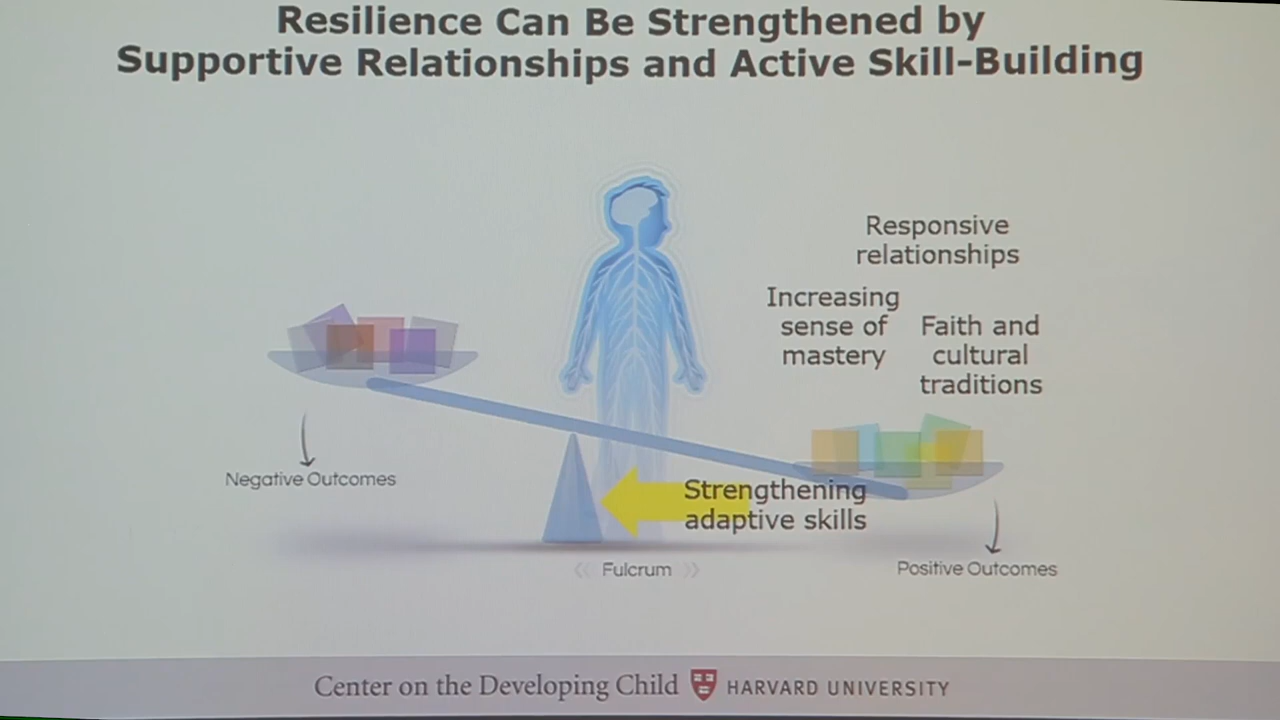 Resilience Can Be Strengthened by
Supportive Relationships and Active Skill-Building
Responsive
relationships
Increasing
sense of
mastery
Faith and
cultural
traditions
Negative Outcomes
Strengthening
adaptive skills
Fulcrum
Positive Outcomes
Center on the Developing Child HARVARD UNIVERSITY